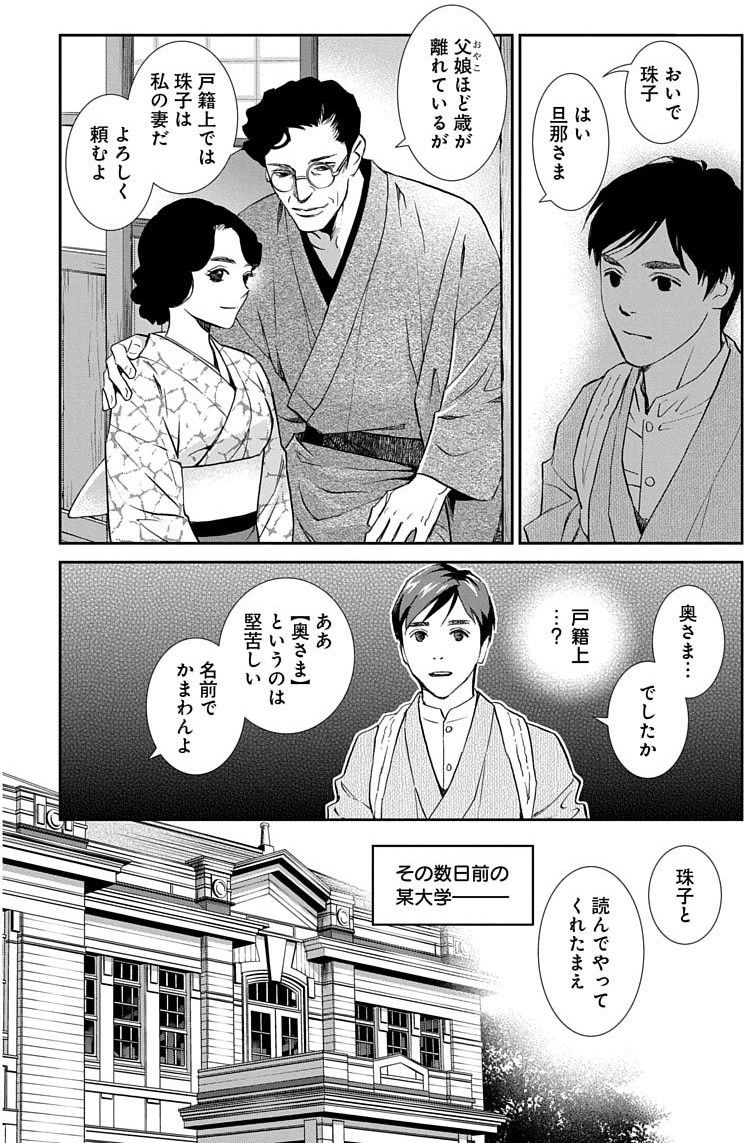 おいで
珠子
はい
旦那さま
父娘ほど歳が
おやこ
離れているが
戸籍上では
珠子は
私の妻だ
よろしく
頼むよ
奥さま…
でしたか
戸籍上
…?
ああ
【奥さま】
というのは
堅苦しい
名前で
かまわんよ
珠子と
読んでやって
くれたまえ
その数日前の
某大学――